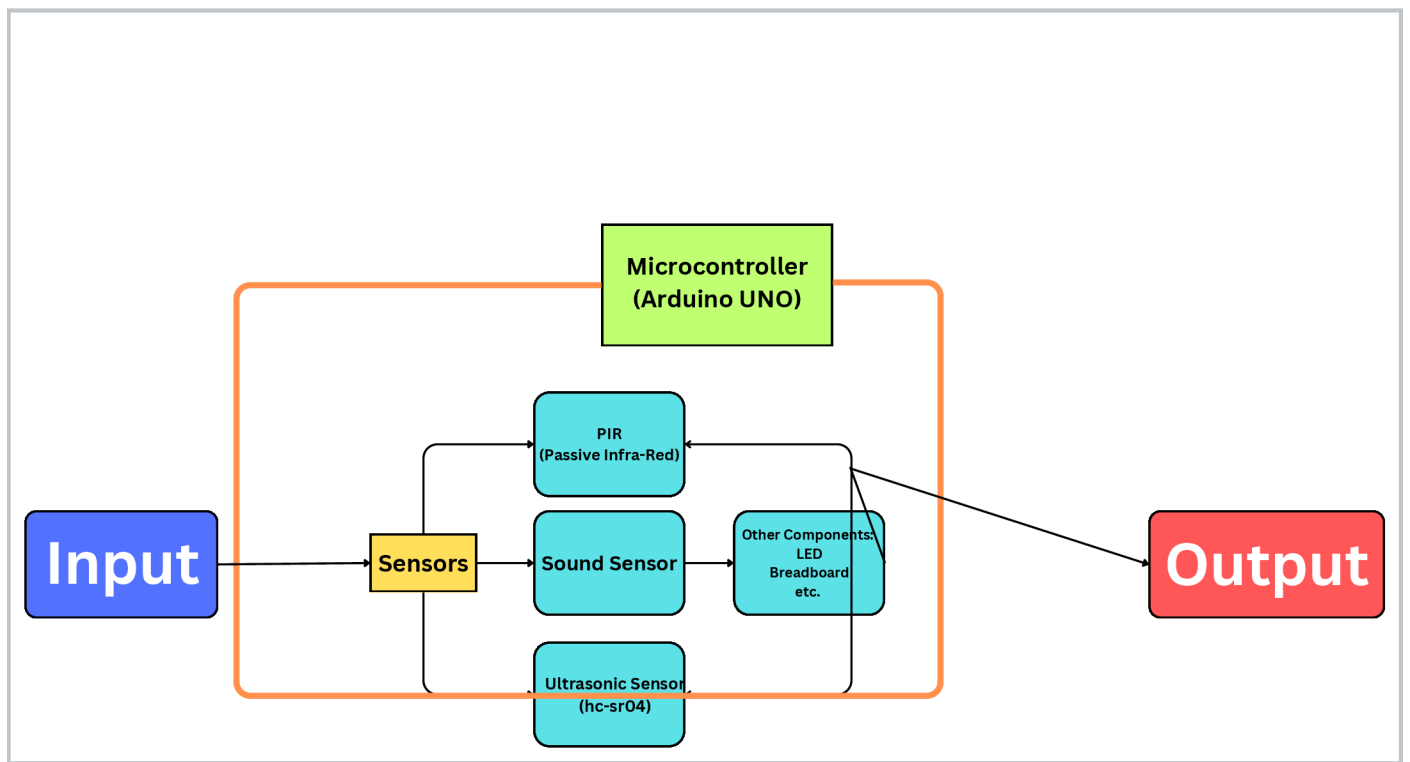 Microcontroller
(Arduino UNO)
PIR
(Passive Infra-Red)
Input
Sensors
Sound Sensor
Other Components:
LED
Breadboard
etc.
Output
Ultrasonic Sensor
(hc-sr04)